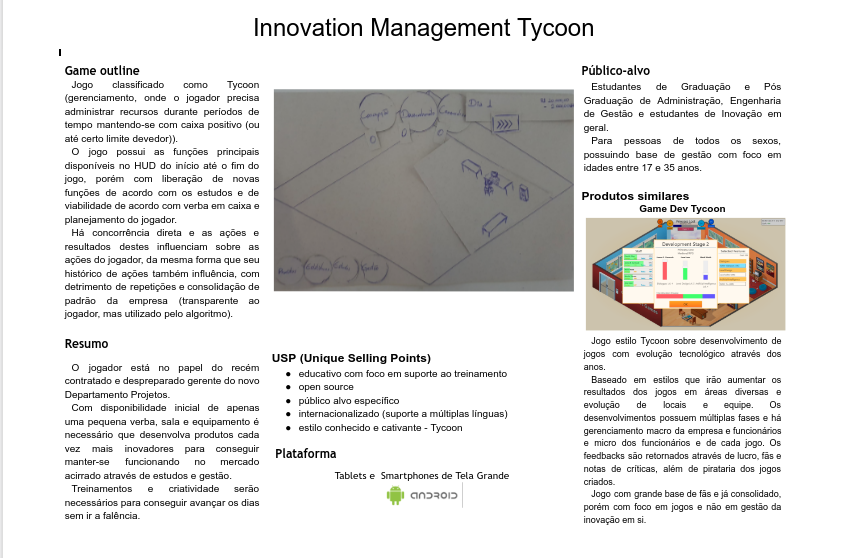 Innovation Management Tycoon
Game outline
Jogo classificado como Tycoon
(gerenciamento, onde o jogador precisa
administrar recursos durante períodos de
tempo mantendo-se com caixa positivo (ou
até certo limite devedor)).
O jogo possui as funções principais
disponíveis no HUD do início até o fim do
jogo, porém com liberação de novas
funções de acordo com os estudos e de
viabilidade de acordo com verba em caixa e
planejamento do jogador.
Há concorrência direta e as ações e
resultados destes influenciam sobre as
ações do jogador, da mesma forma que seu
histórico de ações também influência, com
detrimento de repetições e consolidação de
padrão da empresa (transparente ao
jogador, mas utilizado pelo algoritmo).
Resumo
O jogador está no papel do recém
contratado e despreparado gerente do novo
Departamento Projetos.
Com disponibilidade inicial de apenas
uma pequena verba, sala e equipamento é
necessário que desenvolva produtos cada
vez mais inovadores para conseguir
manter-se funcionando no mercado
acirrado através de estudos e gestão.
Treinamentos e criatividade serão
necessários para conseguir avançar os dias
sem ir a falência.
Dia 1
USP (Unique Selling Points)
● educativo com foco em suporte ao treinamento
● open source
● público alvo específico
● internacionalizado (suporte a múltiplas línguas)
● estilo conhecido e cativante - Tycoon
Plataforma
Tablets e Smartphones de Tela Grande
ANDROID
Público-alvo
Estudantes de Graduação e Pós
Graduação de Administração, Engenharia
de Gestão e estudantes de Inovação em
geral.
Para pessoas de todos os sexos,
possuindo base de gestão com foco em
idades entre 17 e 35 anos.
Produtos similares
Game Dev Tycoon
Development Stage 2
Jogo estilo Tycoon sobre desenvolvimento de
jogos com evolução tecnológico através dos
anos.
Baseado em estilos que irão aumentar os
resultados dos jogos em áreas diversas e
evolução de locais e equipe. Os
desenvolvimentos possuem múltiplas fases e há
gerenciamento macro da empresa e funcionários
e micro dos funcionários e de cada jogo. Os
feedbacks são retornados através de lucro, fãs e
notas de críticas, além de pirataria dos jogos
criados.
Jogo com grande base de fãs e já consolidado,
porém com foco em jogos e não em gestão da
inovação em si.